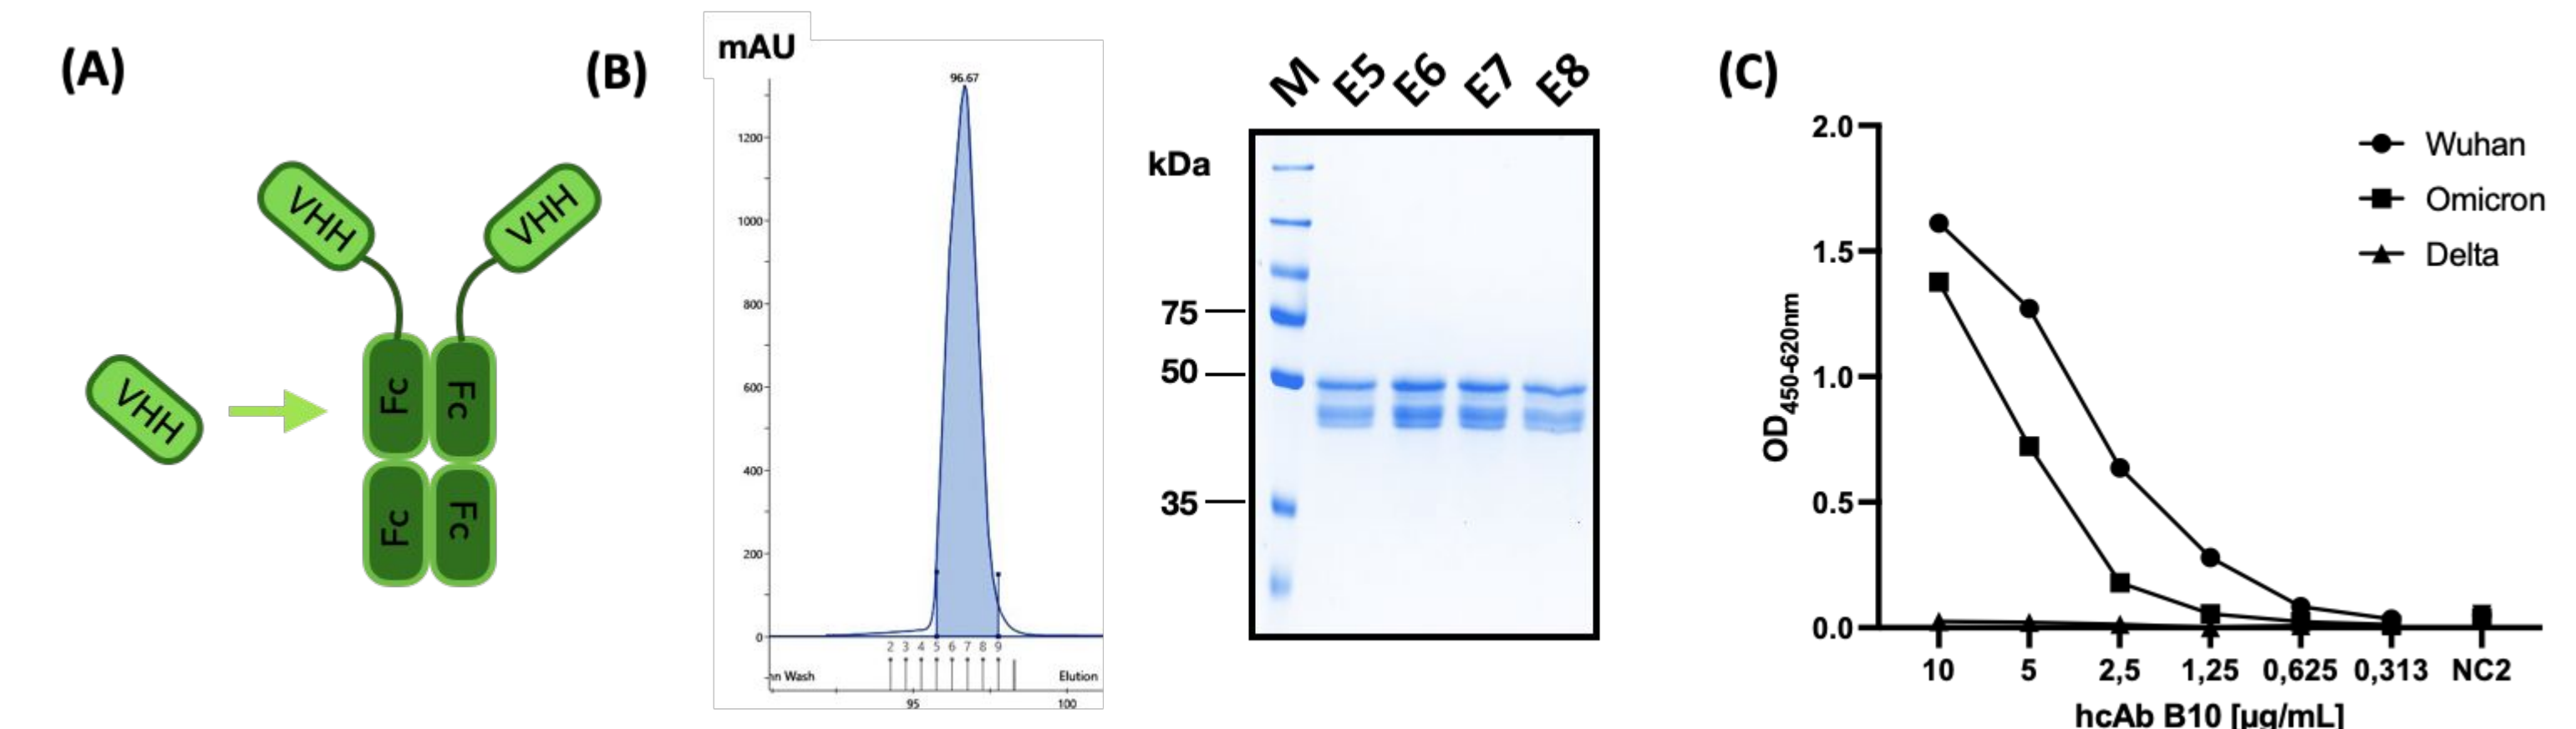 (A)
VHH
VHH
VHH
Fc
Fc
Fc
Fc
(B)
mAU
96.67
1200
1000
800
600
400
200
0
2 3 4 5 6 7 8 9
nn Wash
Elution
95
100
M E5 E6 E7 E8
kDa
75
50
35
(C)
2.0
1.5
1.0
0.5
0.0
OD450-620nm
Wuhan
Omicron
Delta
10 5 2,5 1,25 0,625 0,313 NC2
hcAb B10 [µg/mL]